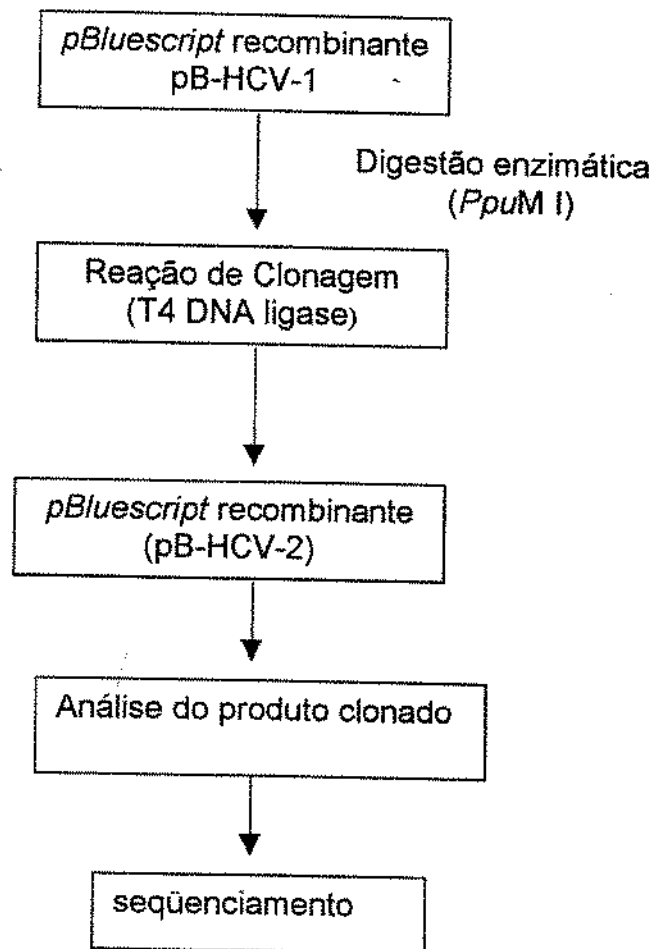 pBluescript recombinante
pB-HCV-1
Digestão enzimática
(PpuM I)
Reação de Clonagem
(T4 DNA ligase)
pBluescript recombinante
(pB-HCV-2)
Análise do produto clonado
seqüenciamento